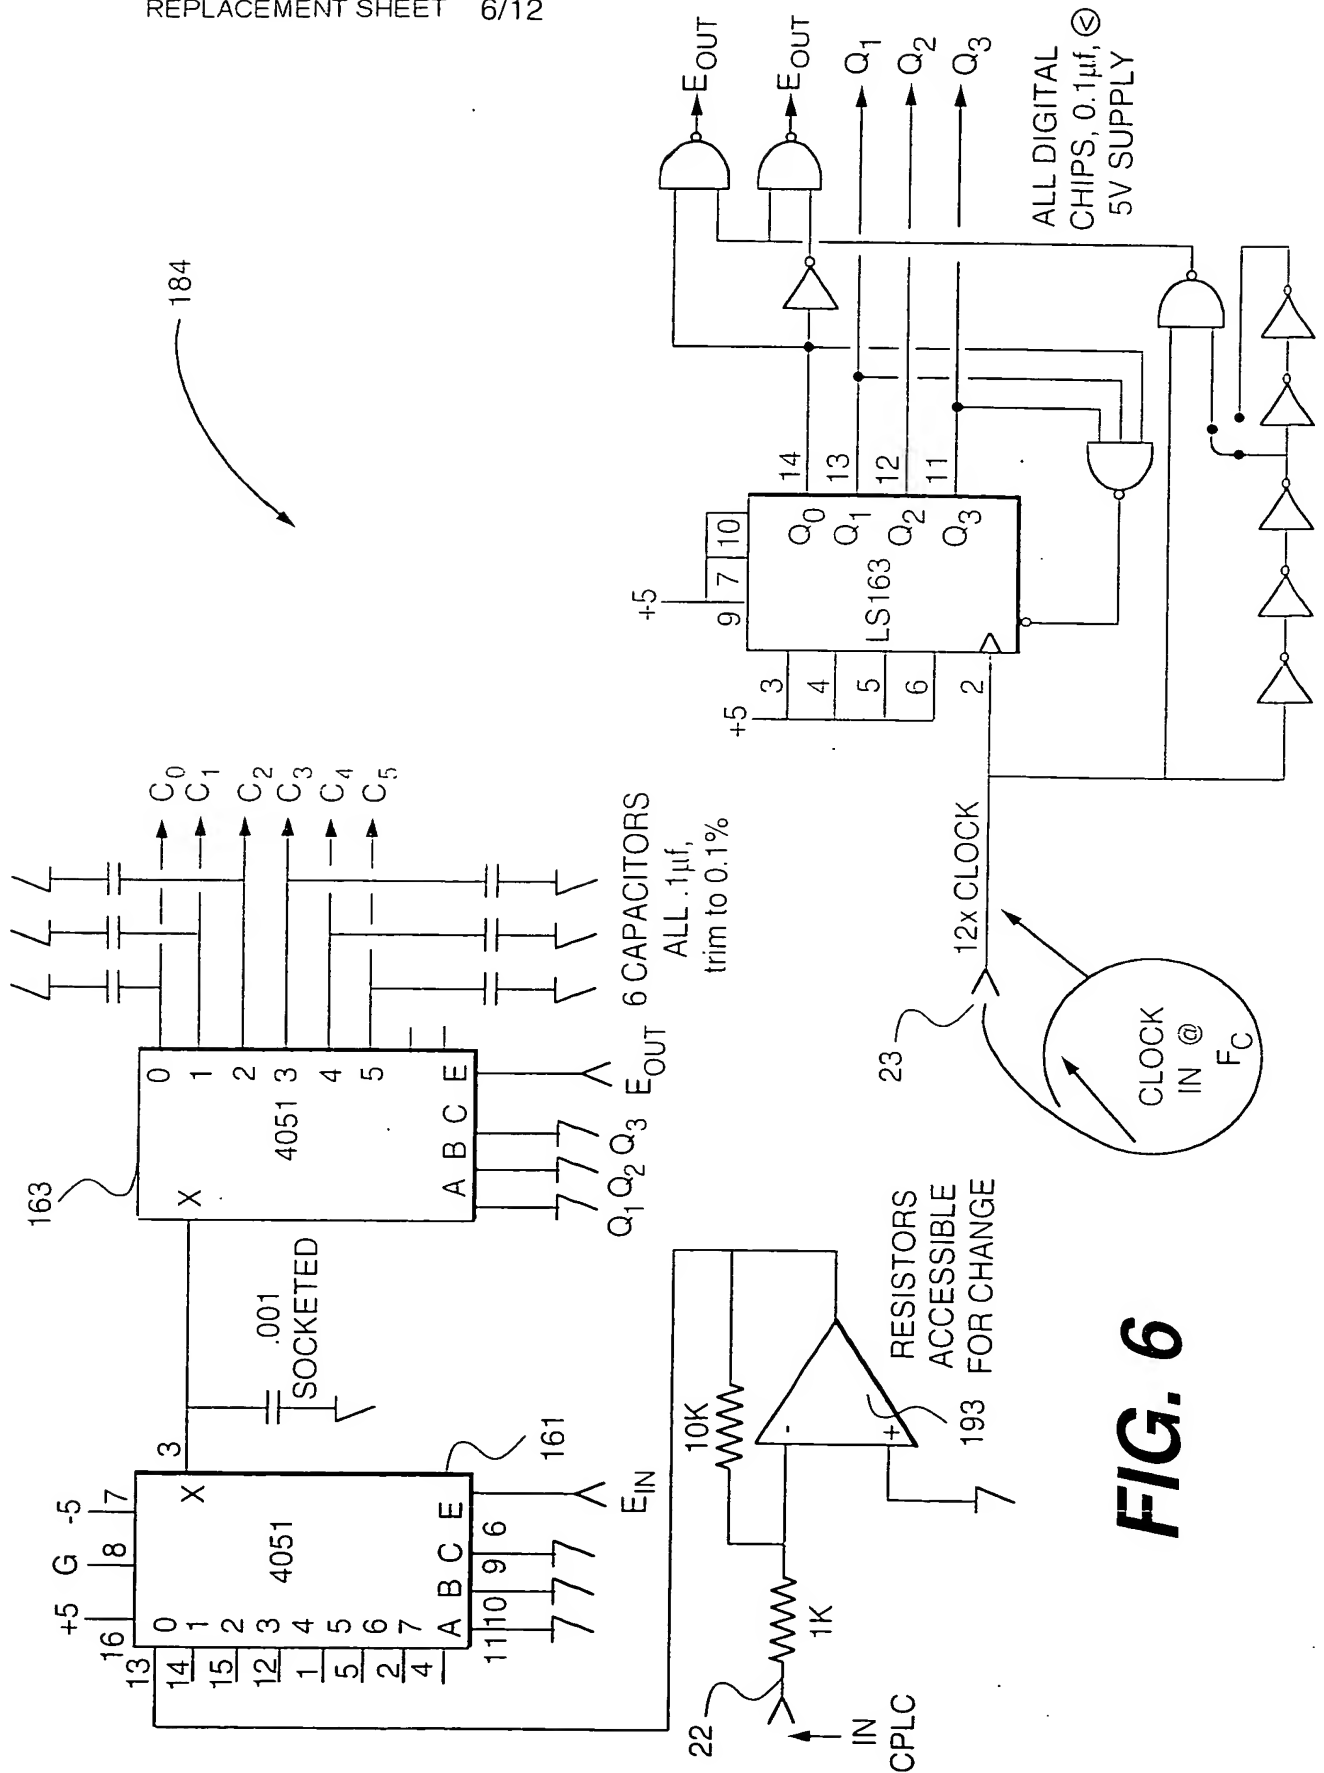 REPLACEMENT SHEET 6/12
184
163
161
+5
G
-5
16
8
7
13
14
15
12
1
5
2
4
0
1
2
3
4
5
6
7
4051
X
3
A
B
C
E
11
10
9
6
E_IN
.001
SOCKETED
X
4051
0
1
2
3
4
5
A
B
C
E
Q1
Q2
Q3
E_OUT
C0
C1
C2
C3
C4
C5
6 CAPACITORS
ALL .1µf,
trim to 0.1%
22
IN
CPLC
1K
10K
-
+
193
RESISTORS
ACCESSIBLE
FOR CHANGE
23
CLOCK
IN @
FC
12x CLOCK
+5
3
4
5
6
2
+5
9
7
10
LS163
Q0
Q1
Q2
Q3
14
13
12
11
E_OUT
E_OUT
Q1
Q2
Q3
ALL DIGITAL
CHIPS, 0.1µf, <
5V SUPPLY
FIG. 6